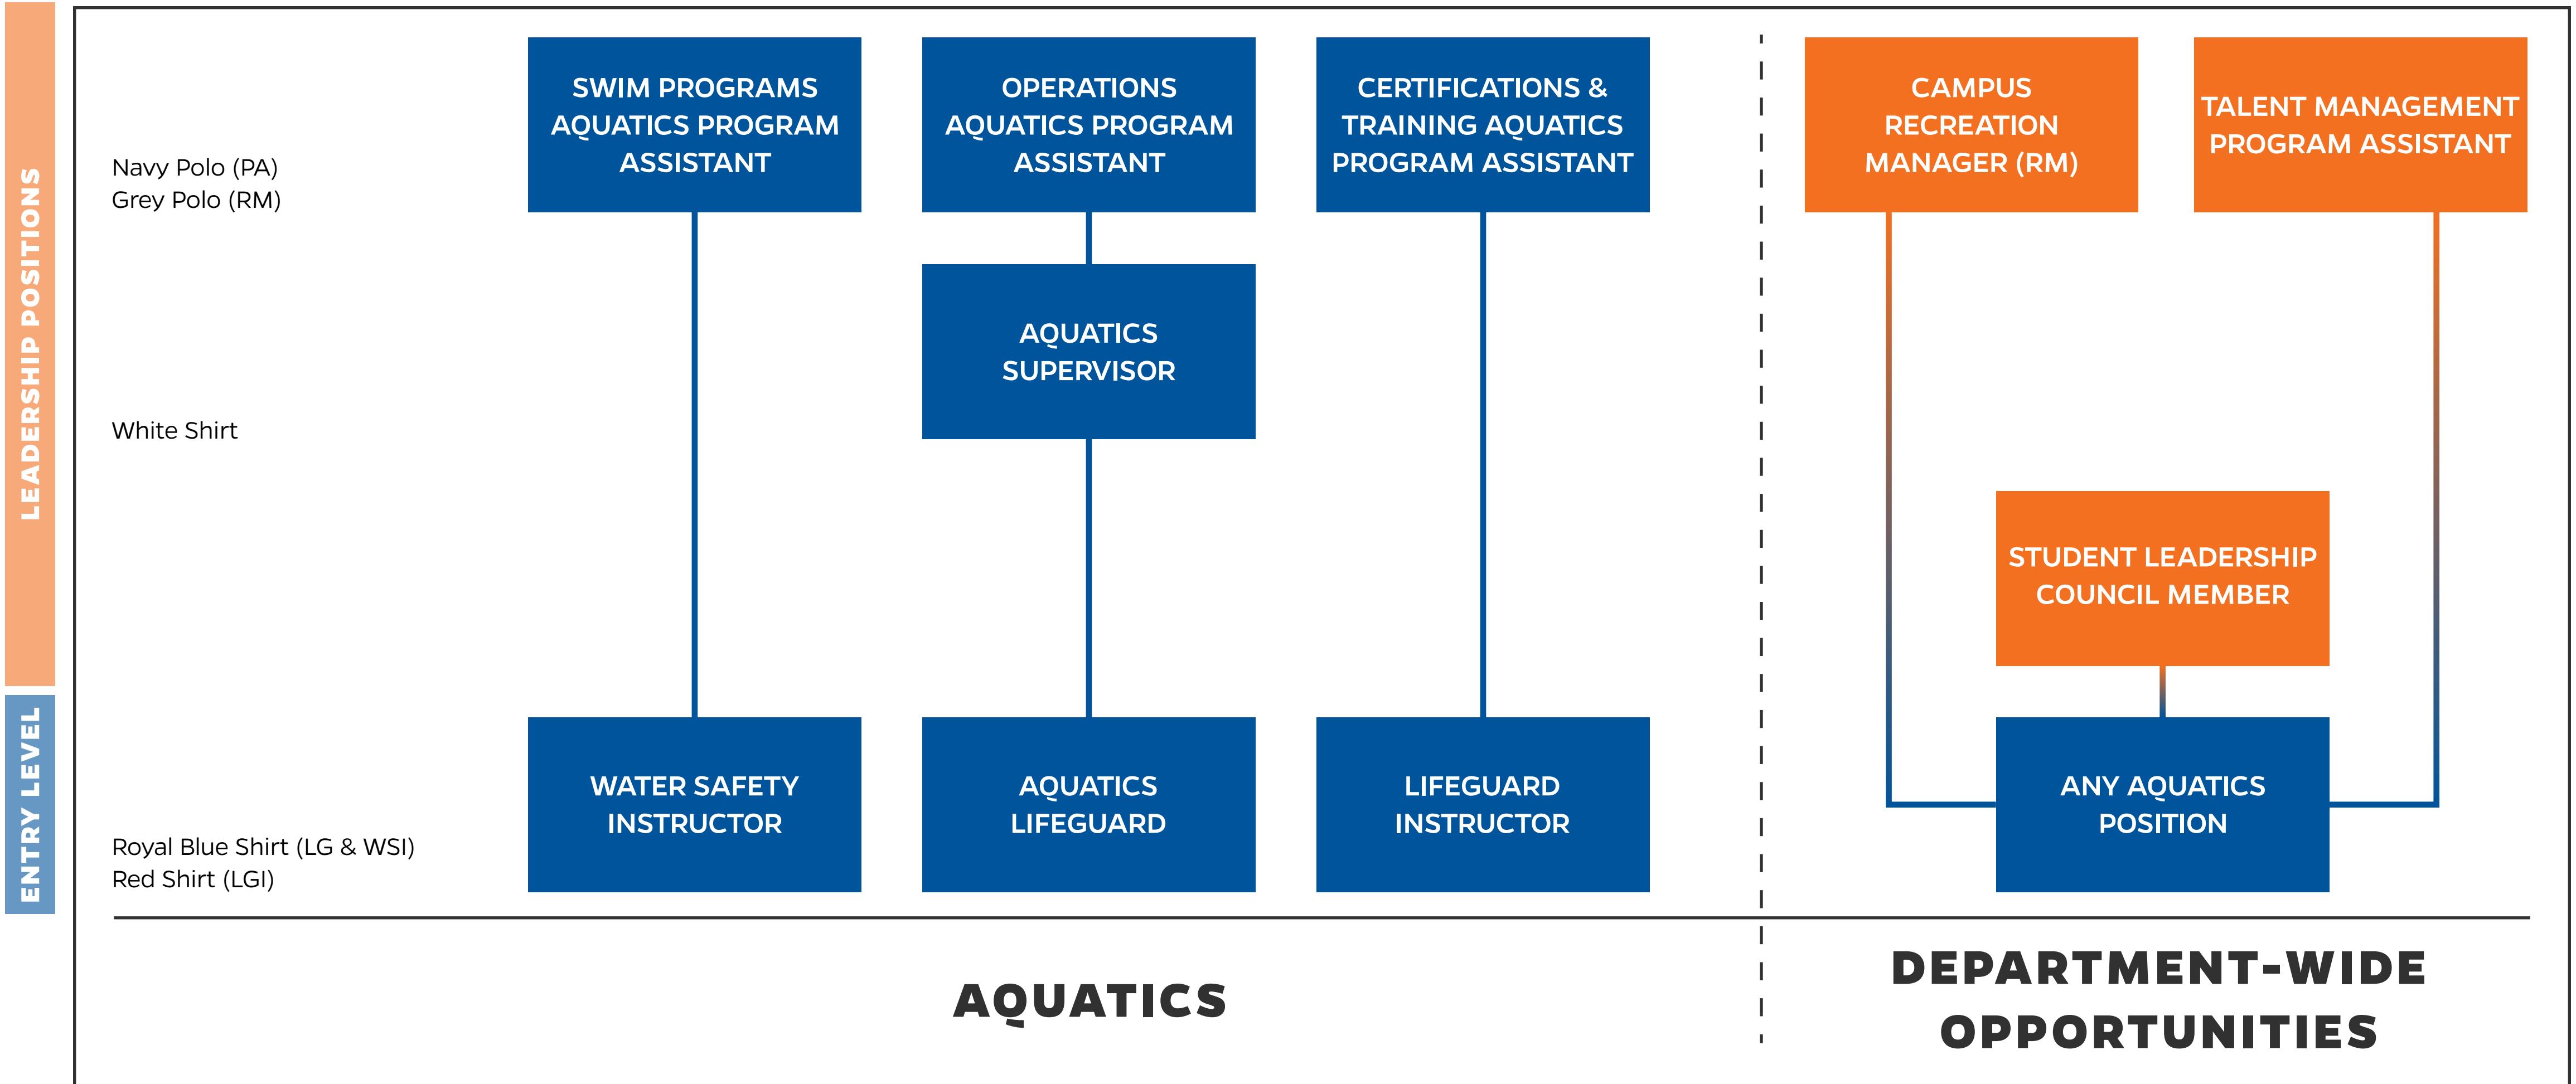 LEADERSHIP POSITIONS
ENTRY LEVEL
Navy Polo (PA)
Grey Polo (RM)
White Shirt
Royal Blue Shirt (LG & WSI)
Red Shirt (LGI)
SWIM PROGRAMS
AQUATICS PROGRAM
ASSISTANT
OPERATIONS
AQUATICS PROGRAM
ASSISTANT
CERTIFICATIONS &
TRAINING AQUATICS
PROGRAM ASSISTANT
CAMPUS
RECREATION
MANAGER (RM)
TALENT MANAGEMENT
PROGRAM ASSISTANT
AQUATICS
SUPERVISOR
STUDENT LEADERSHIP
COUNCIL MEMBER
WATER SAFETY
INSTRUCTOR
AQUATICS
LIFEGUARD
LIFEGUARD
INSTRUCTOR
ANY AQUATICS
POSITION
AQUATICS
DEPARTMENT-WIDE
OPPORTUNITIES